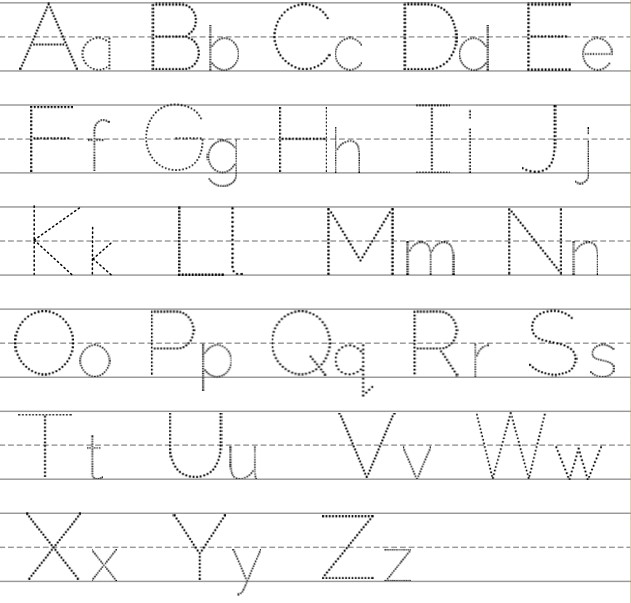 Aa Bb Cc Dd Ee
Ff Gg Hh Ii Jj
Kk Ll Mm Nn
Oo Pp Qq Rr Ss
Tt Uu Vv Ww
Xx Yy Zz